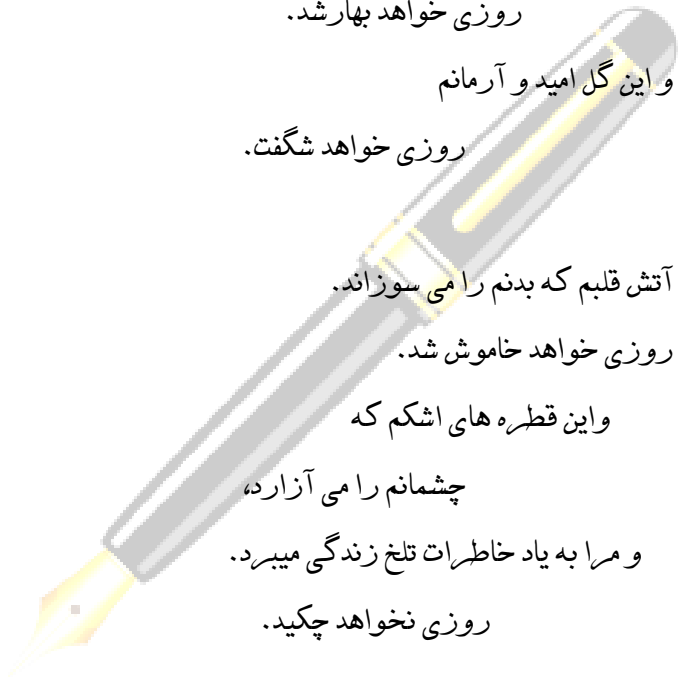 روزی خواهد بهارشد.
و این گل امید و آرمانم
روزی خواهد شگفت.
آتش قلبم که بدنم را می سوزاند.
روزی خواهد خاموش شد.
واین قطره های اشکم که
چشمانم را می آزارد،
و مرا به یاد خاطرات تلخ زندگی میبرد.
روزی نخواهد چکید.